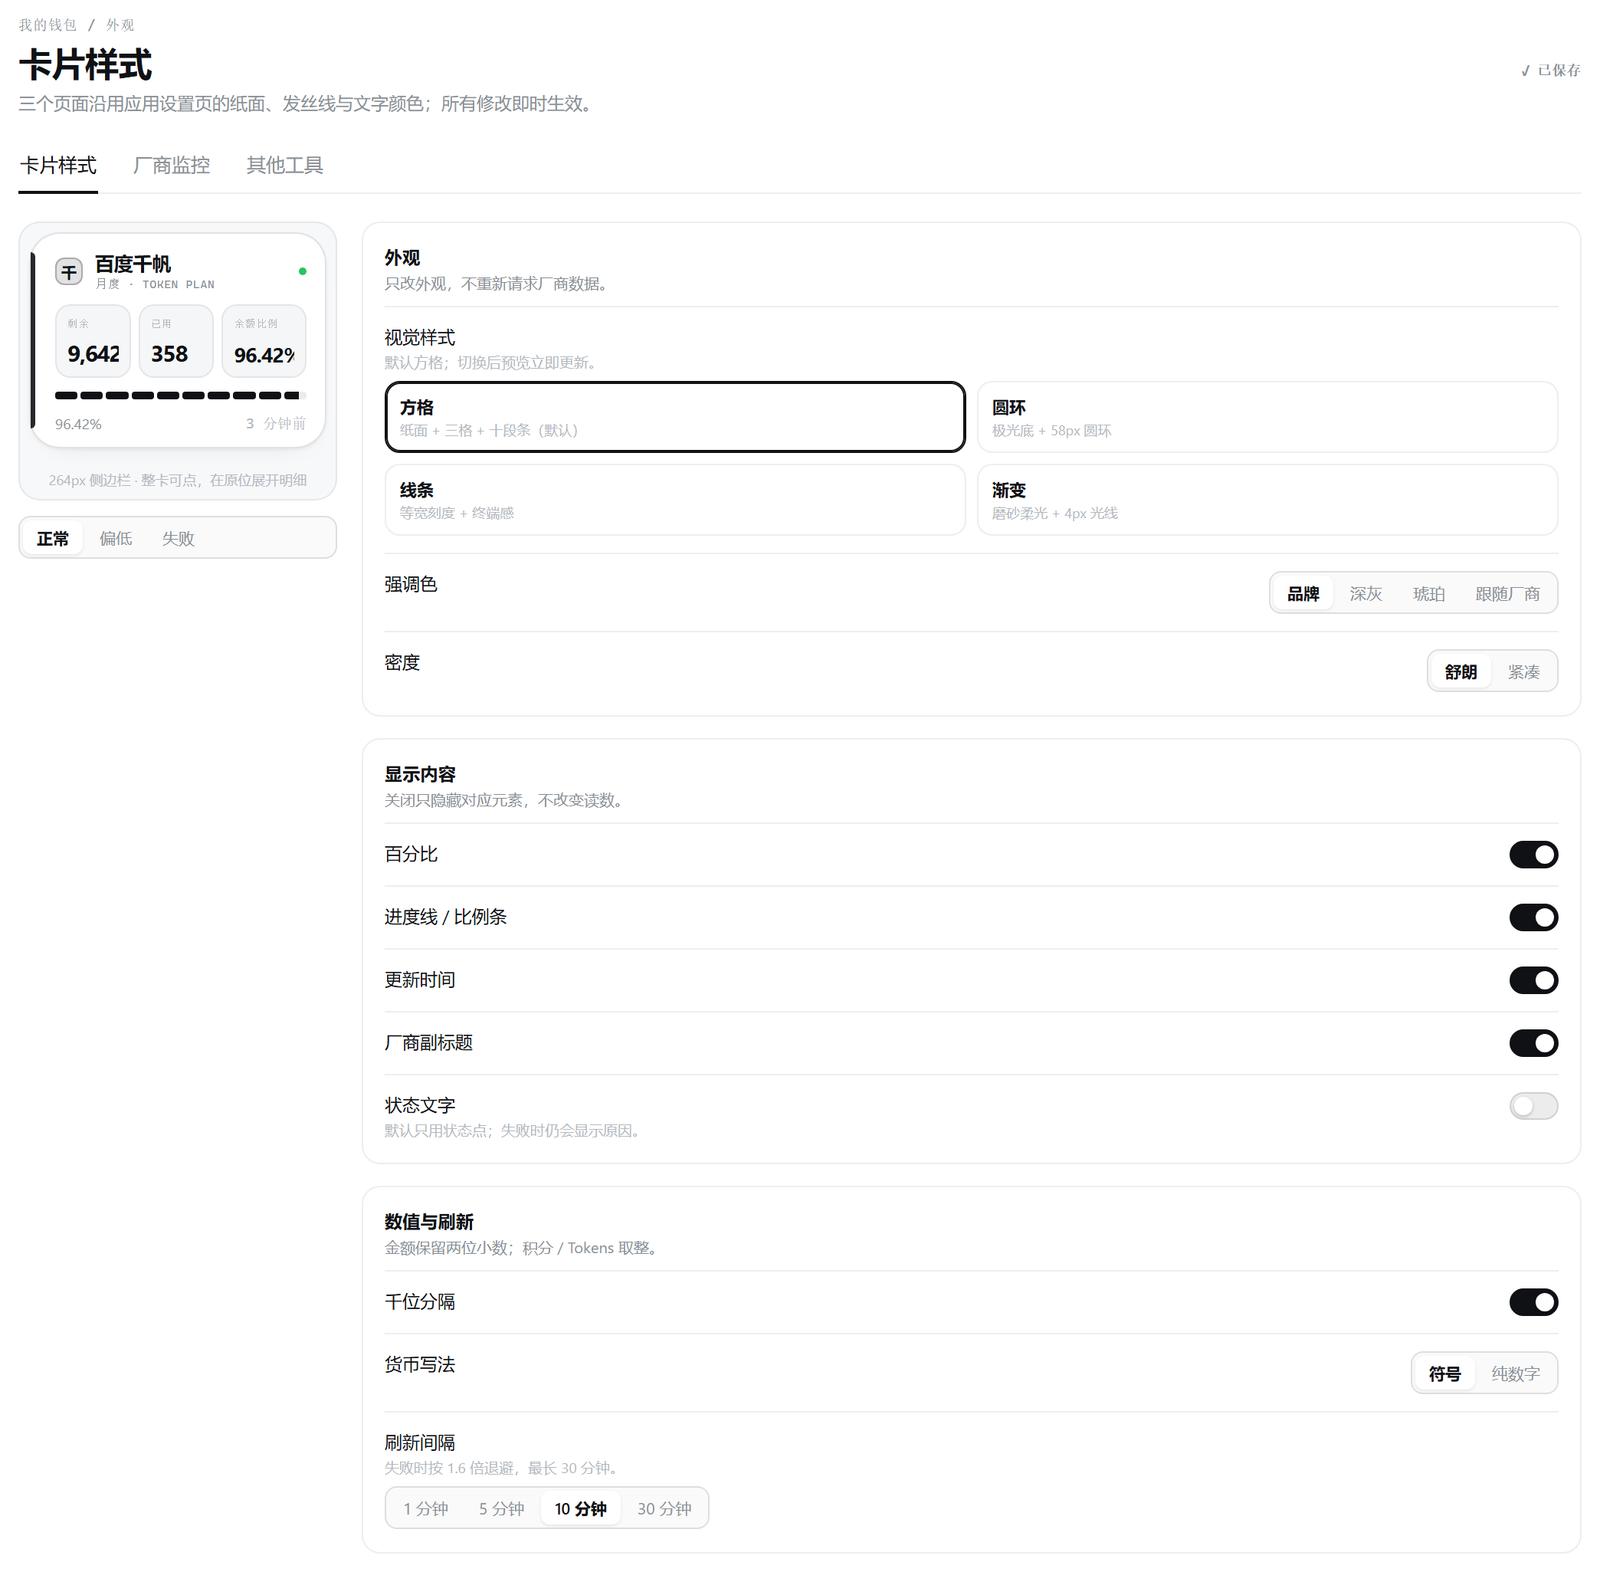 我的钱包 / 外观
卡片样式
✓ 已保存
三个页面沿用应用设置页的纸面、发丝线与文字颜色；所有修改即时生效。
卡片样式 厂商监控 其他工具
千 百度千帆
月度 · TOKEN PLAN
剩余 已用 余额比例
9,642 358 96.42%
96.42% 3 分钟前
264px 侧边栏 · 整卡可点，在原位展开明细
正常 偏低 失败
外观
只改外观，不重新请求厂商数据。
视觉样式
默认方格；切换后预览立即更新。
方格
纸面 + 三格 + 十段条（默认）
圆环
极光底 + 58px 圆环
线条
等宽刻度 + 终端感
渐变
磨砂柔光 + 4px 光线
强调色
品牌 深灰 琥珀 跟随厂商
密度
舒朗 紧凑
显示内容
关闭只隐藏对应元素，不改变读数。
百分比
进度线 / 比例条
更新时间
厂商副标题
状态文字
默认只用状态点；失败时仍会显示原因。
数值与刷新
金额保留两位小数；积分 / Tokens 取整。
千位分隔
货币写法
符号 纯数字
刷新间隔
失败时按 1.6 倍退避，最长 30 分钟。
1 分钟 5 分钟 10 分钟 30 分钟